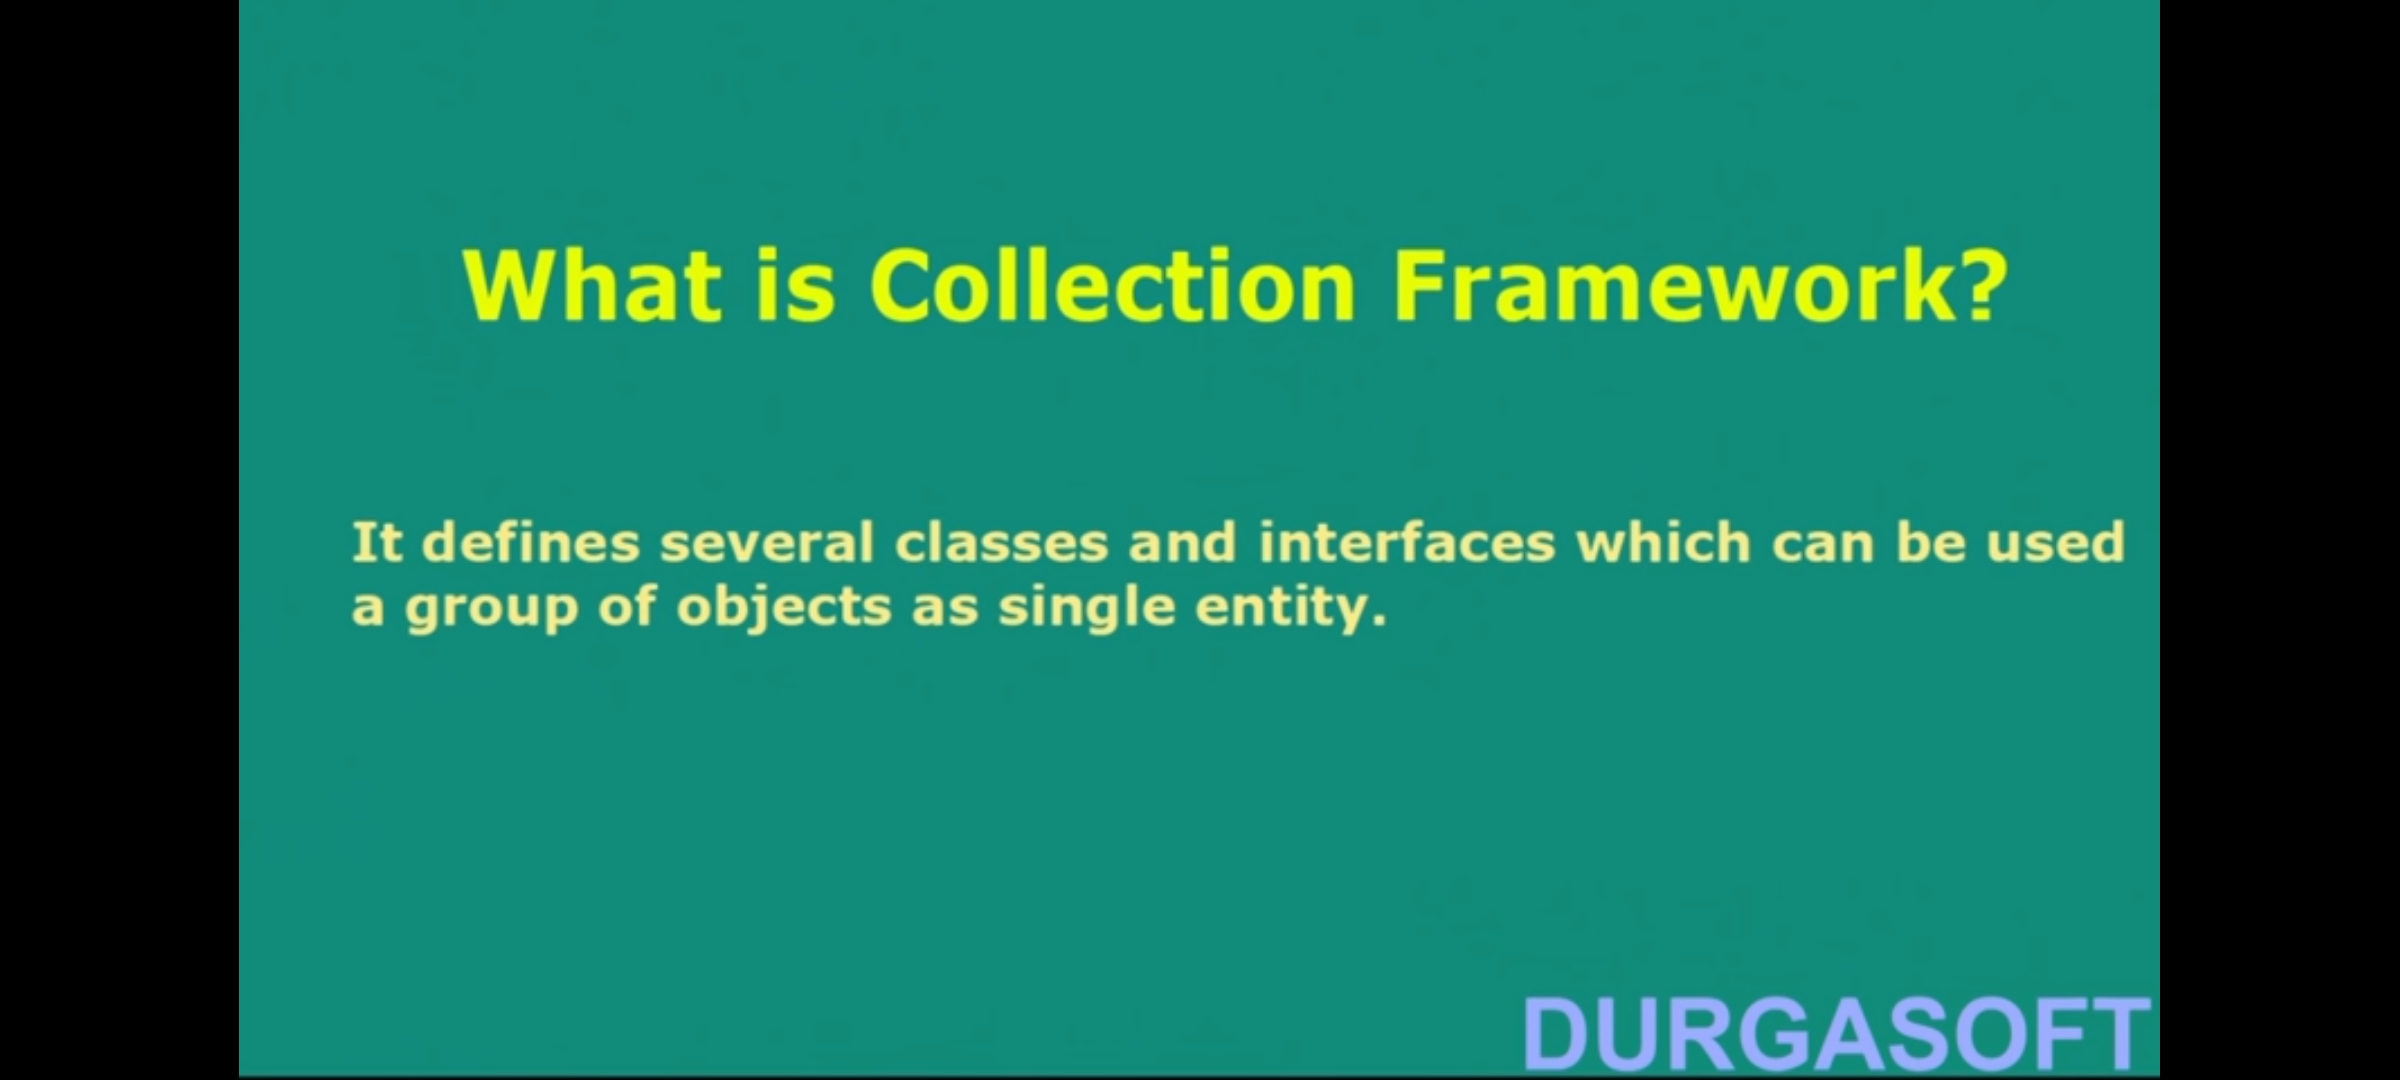 What is Collection Framework?
It defines several classes and interfaces which can be used
a group of objects as single entity.
DURGASOFT